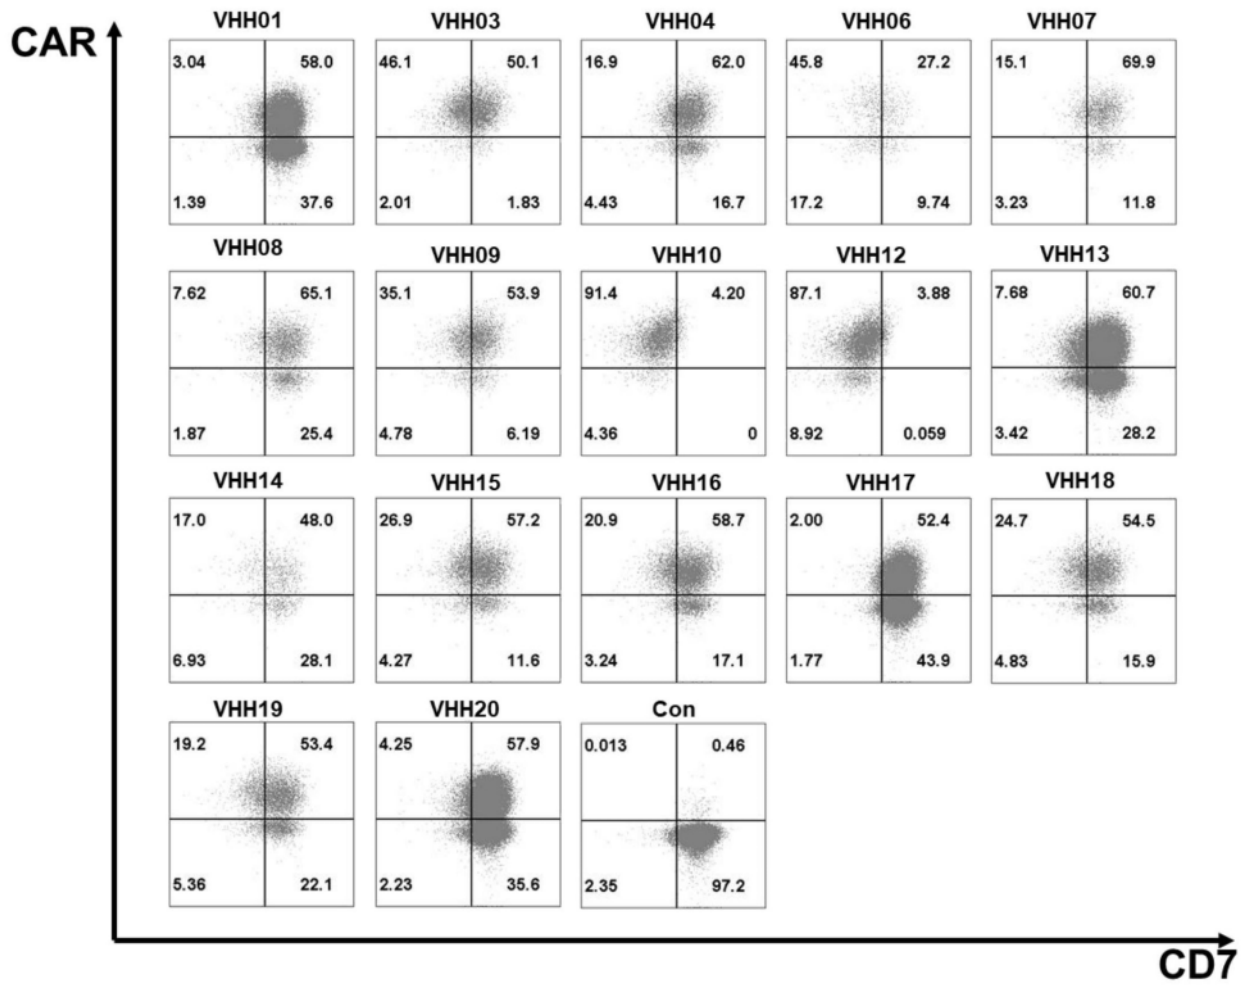 CAR
VHH01 VHH03 VHH04 VHH06 VHH07
3.04 58.0 46.1 50.1 16.9 62.0 45.8 27.2 15.1 69.9
1.39 37.6 2.01 1.83 4.43 16.7 17.2 9.74 3.23 11.8
VHH08 VHH09 VHH10 VHH12 VHH13
7.62 65.1 35.1 53.9 91.4 4.20 87.1 3.88 7.68 60.7
1.87 25.4 4.78 6.19 4.36 0 8.92 0.059 3.42 28.2
VHH14 VHH15 VHH16 VHH17 VHH18
17.0 48.0 26.9 57.2 20.9 58.7 2.00 52.4 24.7 54.5
6.93 28.1 4.27 11.6 3.24 17.1 1.77 43.9 4.83 15.9
VHH19 VHH20 Con
19.2 53.4 4.25 57.9 0.013 0.46
5.36 22.1 2.23 35.6 2.35 97.2
CD7